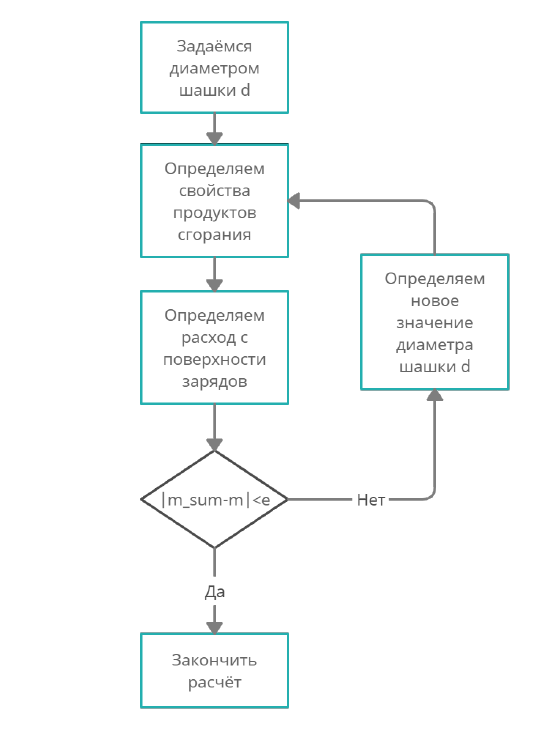 Задаёмся
диаметром
шашки d
Определяем
свойства
продуктов
сгорания
Определяем
расход с
поверхности
зарядов
Определяем
новое
значение
диаметра
шашки d
|m_sum-m|<e
Нет
Да
Закончить
расчёт